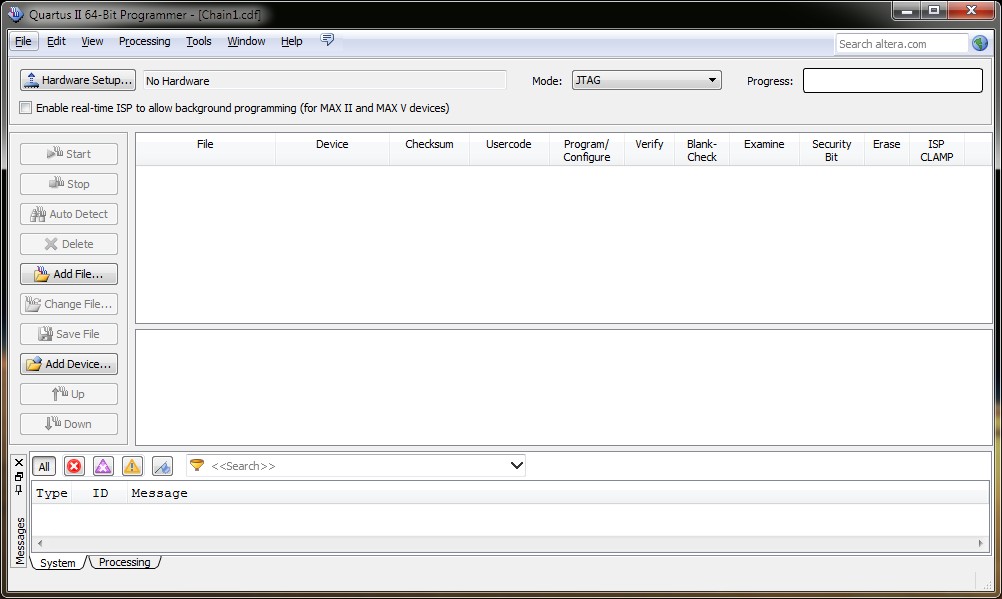 Quartus II 64-Bit Programmer - [Chain1.cdf]
File Edit View Processing Tools Window Help
Search altera.com
Hardware Setup... No Hardware Mode: JTAG Progress:
Enable real-time ISP to allow background programming (for MAX II and MAX V devices)
Start
Stop
Auto Detect
Delete
Add File...
Change File...
Save File
Add Device...
Up
Down
File Device Checksum Usercode Program/ Verify Blank- Examine Security Erase ISP
Configure Check Bit CLAMP
All <<Search>>
Type ID Message
Messages
System Processing